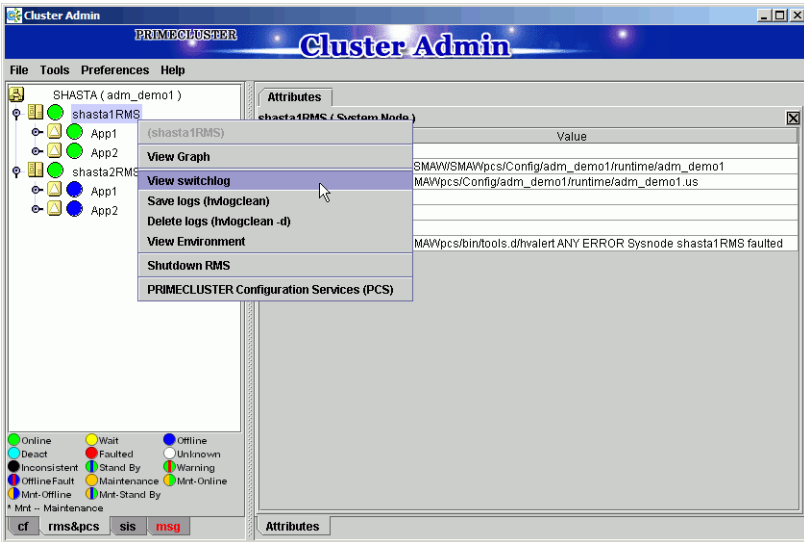 Cluster Admin
PRIMECLUSTER
Cluster Admin
File Tools Preferences Help
SHASTA ( adm_demo1 )
shasta1RMS
App1
App2
shasta2RMS
App1
App2
(shasta1RMS)
View Graph
View switchlog
Save logs (hvlogclean)
Delete logs (hvlogclean -d)
View Environment
Shutdown RMS
PRIMECLUSTER Configuration Services (PCS)
Attributes
shasta1RMS ( System Node )
Value
SMAW/SMAWpcs/Config/adm_demo1/runtime/adm_demo1
MAWpcs/Config/adm_demo1/runtime/adm_demo1.us
MAWpcs/bin/tools.d/hvalert ANY ERROR Sysnode shasta1RMS faulted
Online Wait Offline
Deact Faulted Unknown
Inconsistent Stand By Warning
OfflineFault Maintenance Mnt-Online
Mnt-Offline Mnt-Stand By
* Mnt -- Maintenance
cf rms&pcs sis msg
Attributes